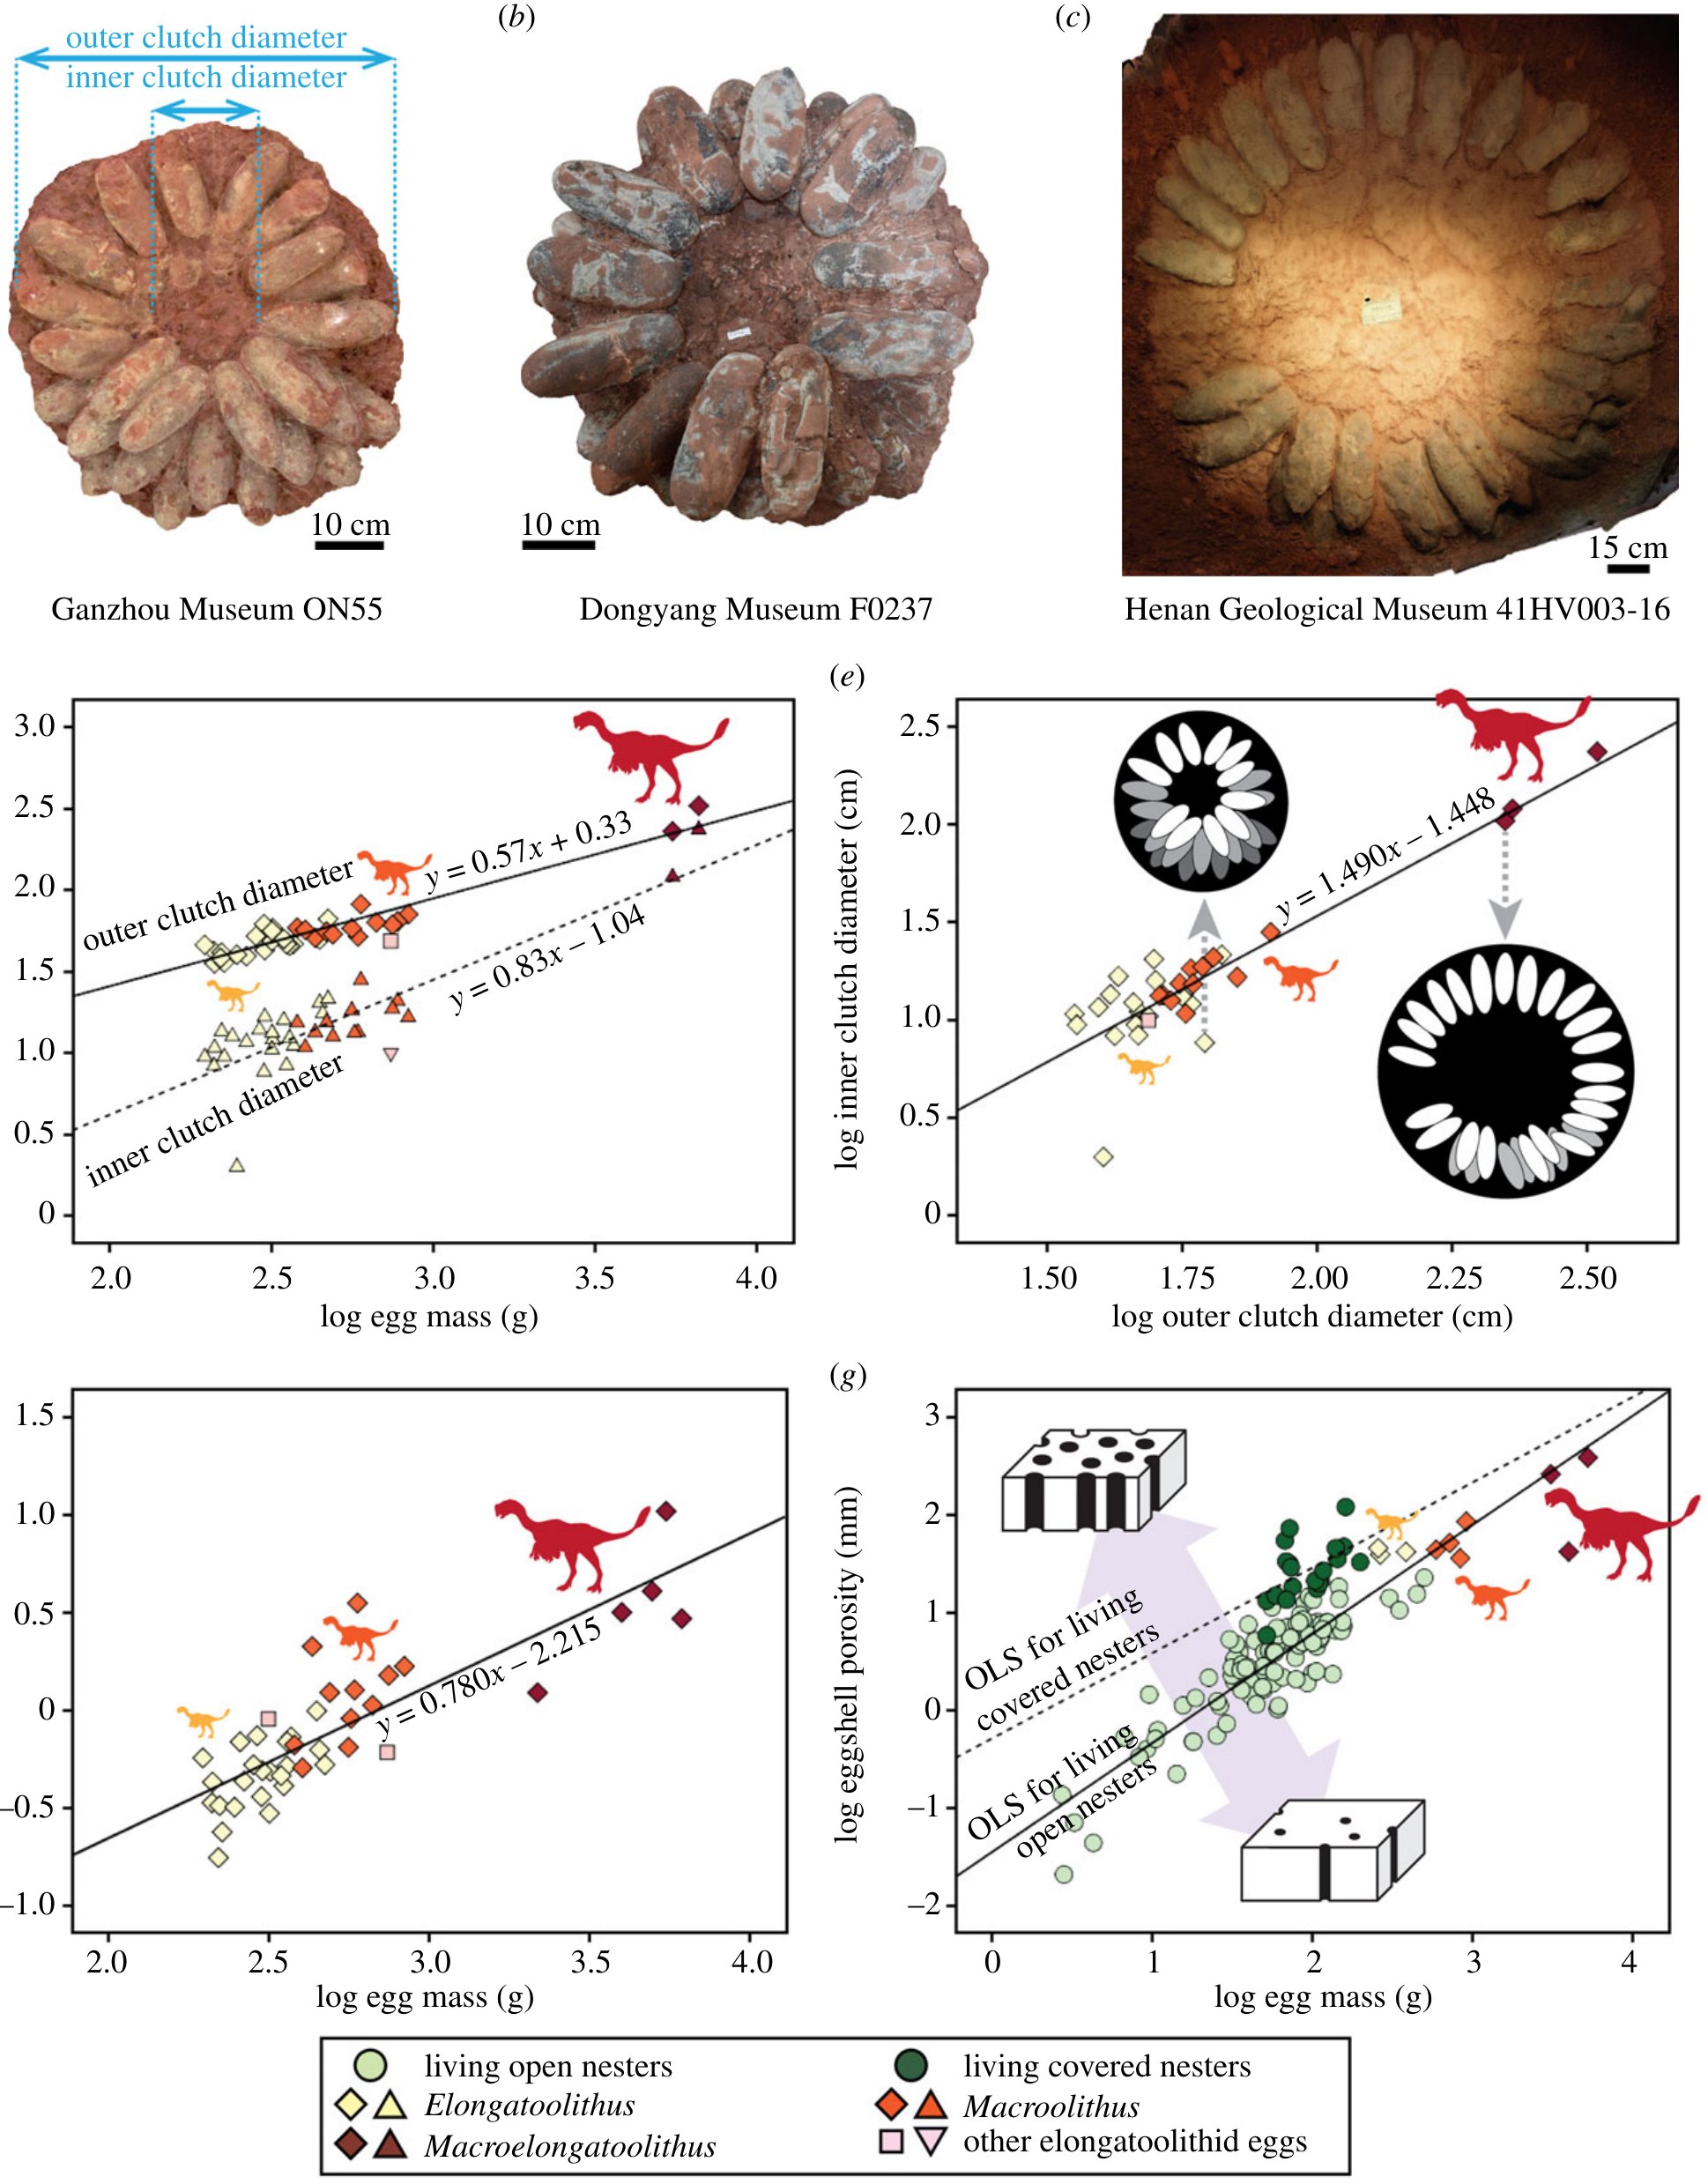 (b)
(c)
outer clutch diameter
inner clutch diameter
10 cm
10 cm
15 cm
Ganzhou Museum ON55
Dongyang Museum F0237
Henan Geological Museum 41HV003-16
(e)
3.0
2.5
2.0
1.5
1.0
0.5
0
outer clutch diameter
y = 0.57x + 0.33
y = 0.83x – 1.04
inner clutch diameter
2.0
2.5
3.0
3.5
4.0
log egg mass (g)
log inner clutch diameter (cm)
2.5
2.0
1.5
1.0
0.5
0
y = 1.490x – 1.448
1.50
1.75
2.00
2.25
2.50
log outer clutch diameter (cm)
(g)
1.5
1.0
0.5
0
–0.5
–1.0
y = 0.780x – 2.215
2.0
2.5
3.0
3.5
4.0
log egg mass (g)
log eggshell porosity (mm)
3
2
1
0
–1
–2
OLS for living
covered nesters
OLS for living
open nesters
0
1
2
3
4
log egg mass (g)
living open nesters
living covered nesters
Elongatoolithus
Macroolithus
Macroelongatoolithus
other elongatoolithid eggs